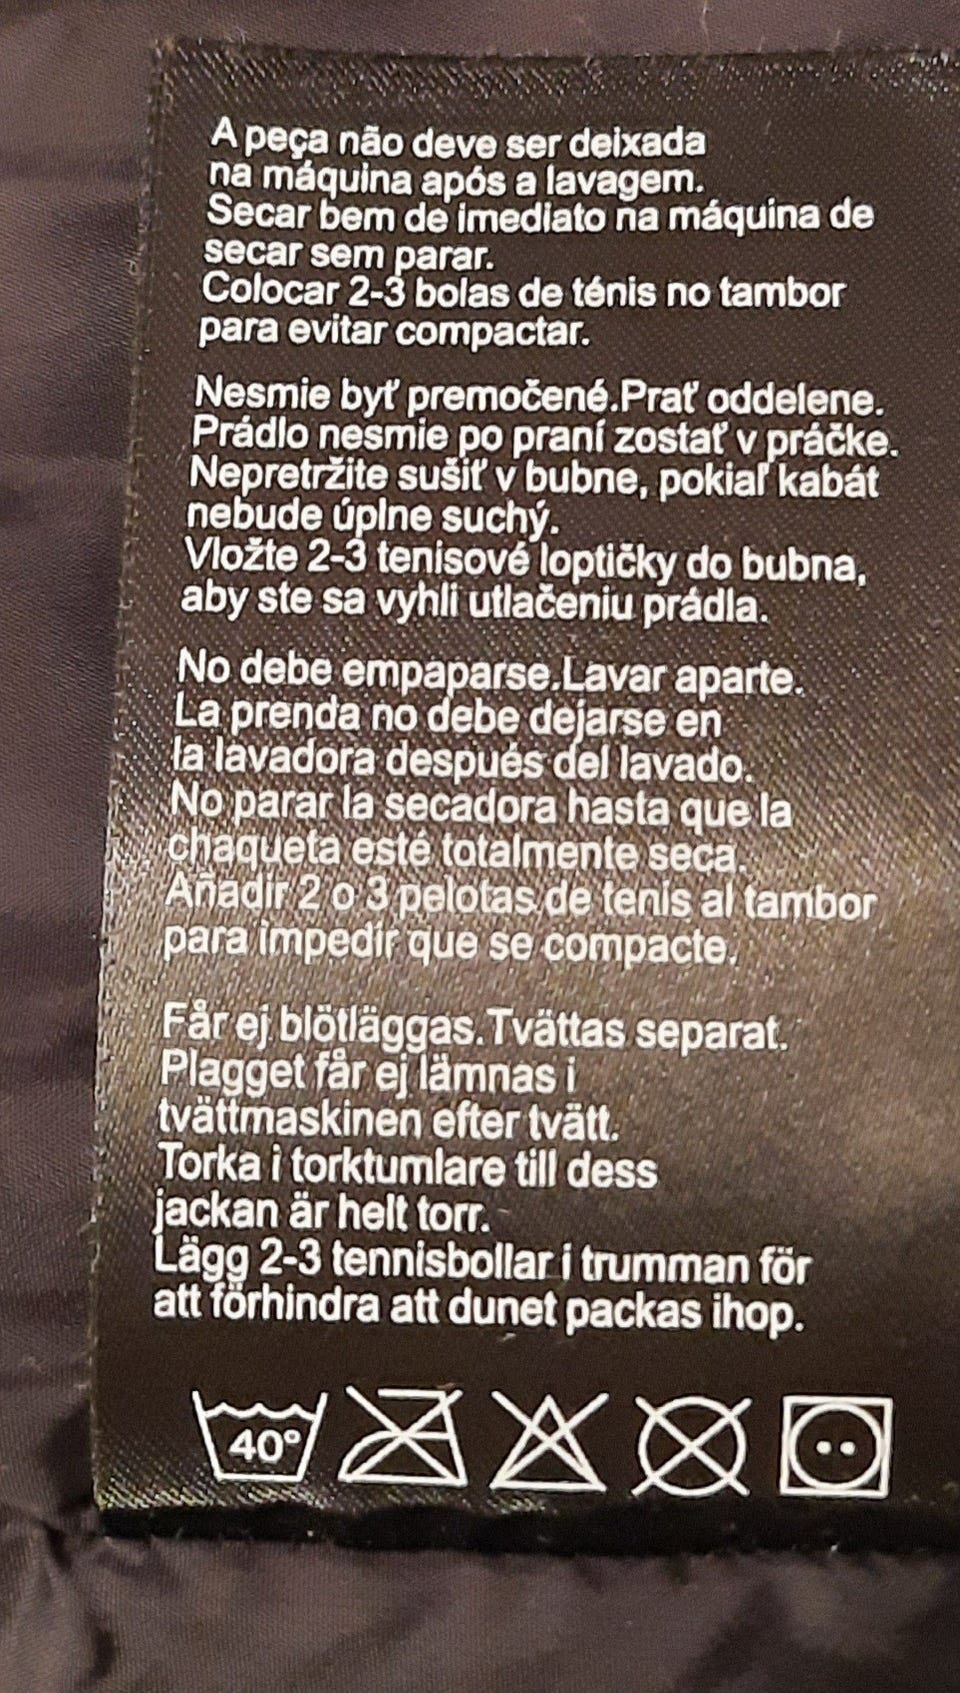 A peça não deve ser deixada
na máquina após a lavagem.
Secar bem de imediato na máquina de
secar sem parar.
Colocar 2-3 bolas de ténis no tambor
para evitar compactar.
Nesmie byť premočené.Prať oddelene.
Prádlo nesmie po praní zostať v práčke.
Nepretržite sušiť v bubne, pokiaľ kabát
nebude úplne suchý.
Vložte 2-3 tenisové loptičky do bubna,
aby ste sa vyhli utlačeniu prádla.
No debe empaparse.Lavar aparte.
La prenda no debe dejarse en
la lavadora después del lavado.
No parar la secadora hasta que la
chaqueta esté totalmente seca.
Añadir 2 o 3 pelotas de tenis al tambor
para impedir que se compacte.
Får ej blötläggas.Tvättas separat.
Plagget får ej lämnas i
tvättmaskinen efter tvätt.
Torka i torktumlare till dess
jackan är helt torr.
Lägg 2-3 tennisbollar i trumman för
att förhindra att dunet packas ihop.
40°